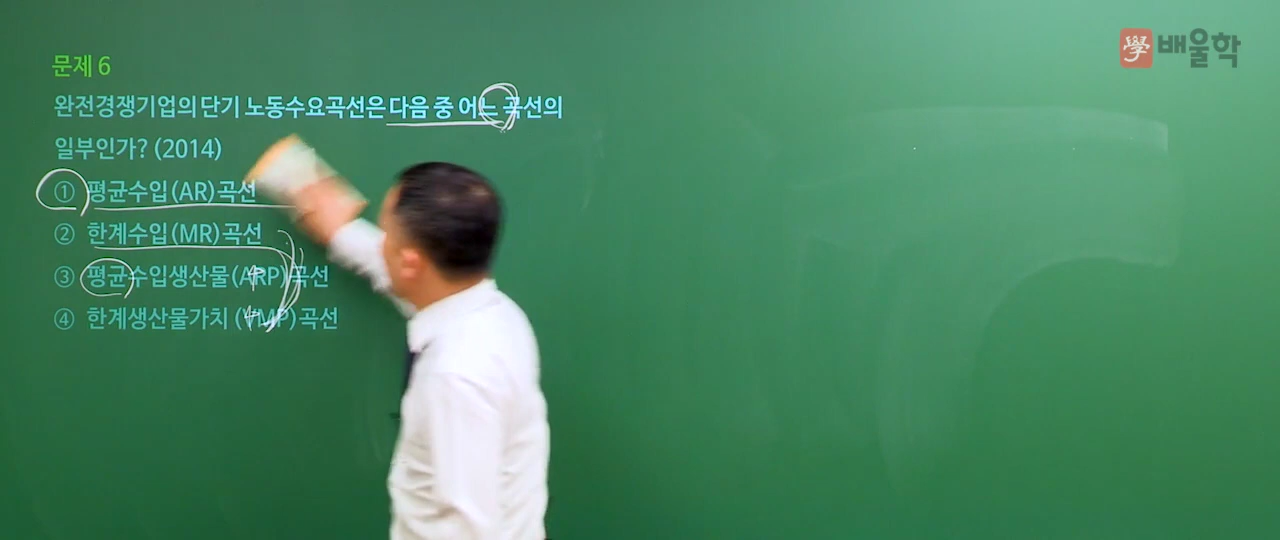 學 배울학
문제 6
완전경쟁기업의 단기 노동수요곡선은 다음 중 어느 곡선의
일부인가? (2014)
① 평균수입(AR)곡선
② 한계수입(MR)곡선
③ 평균수입생산물(ARP)곡선
④ 한계생산물가치(VMP)곡선